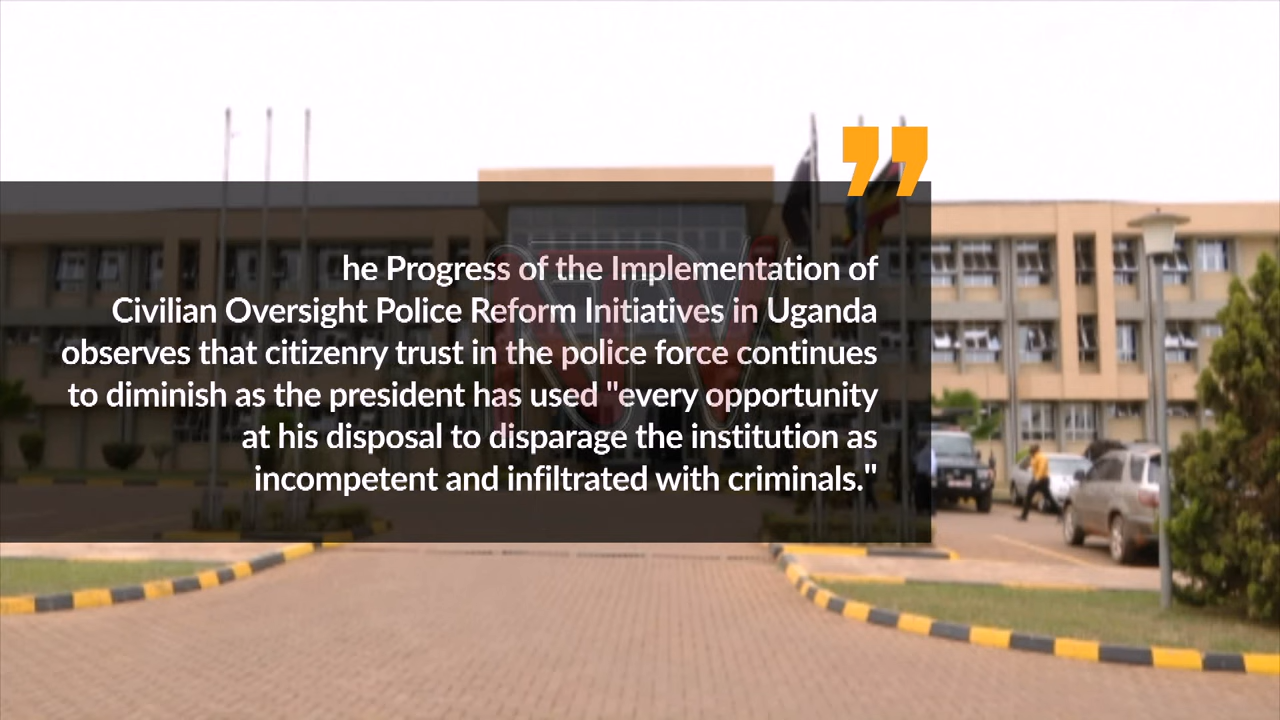 he Progress of the Implementation of
Civilian Oversight Police Reform Initiatives in Uganda
observes that citizenry trust in the police force continues
to diminish as the president has used "every opportunity
at his disposal to disparage the institution as
incompetent and infiltrated with criminals."
NTV